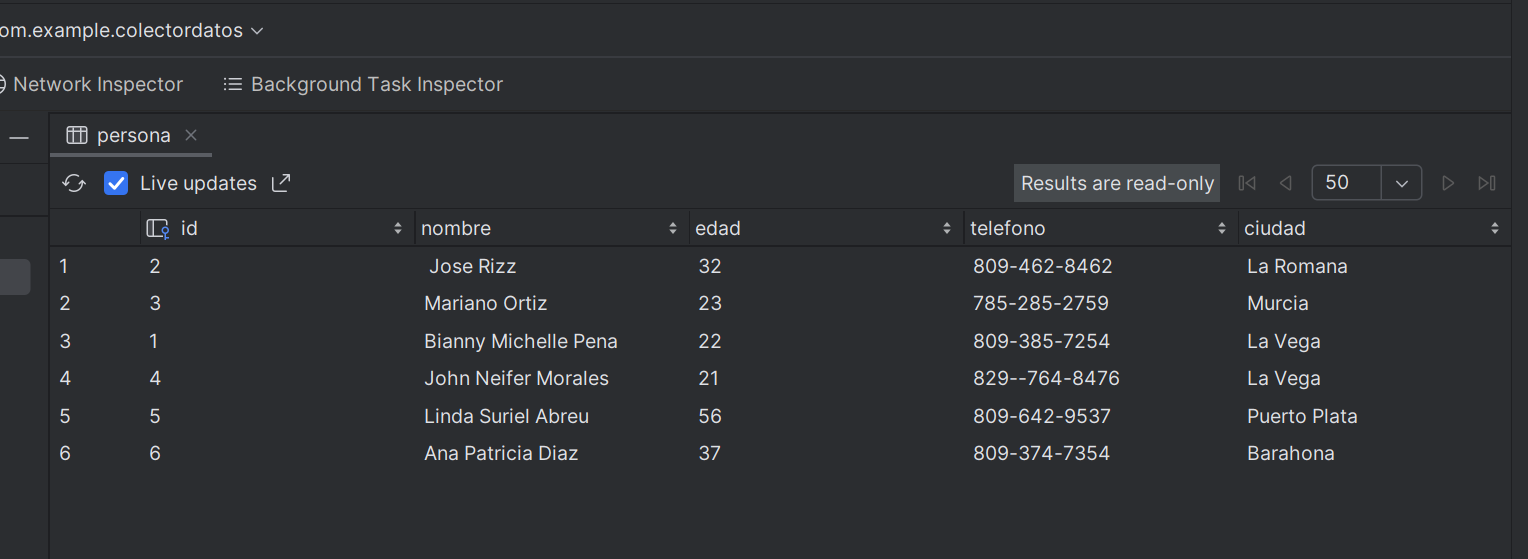 om.example.colectordatos
Network Inspector Background Task Inspector
persona
Live updates Results are read-only 50
id nombre edad telefono ciudad
1 2 Jose Rizz 32 809-462-8462 La Romana
2 3 Mariano Ortiz 23 785-285-2759 Murcia
3 1 Bianny Michelle Pena 22 809-385-7254 La Vega
4 4 John Neifer Morales 21 829--764-8476 La Vega
5 5 Linda Suriel Abreu 56 809-642-9537 Puerto Plata
6 6 Ana Patricia Diaz 37 809-374-7354 Barahona